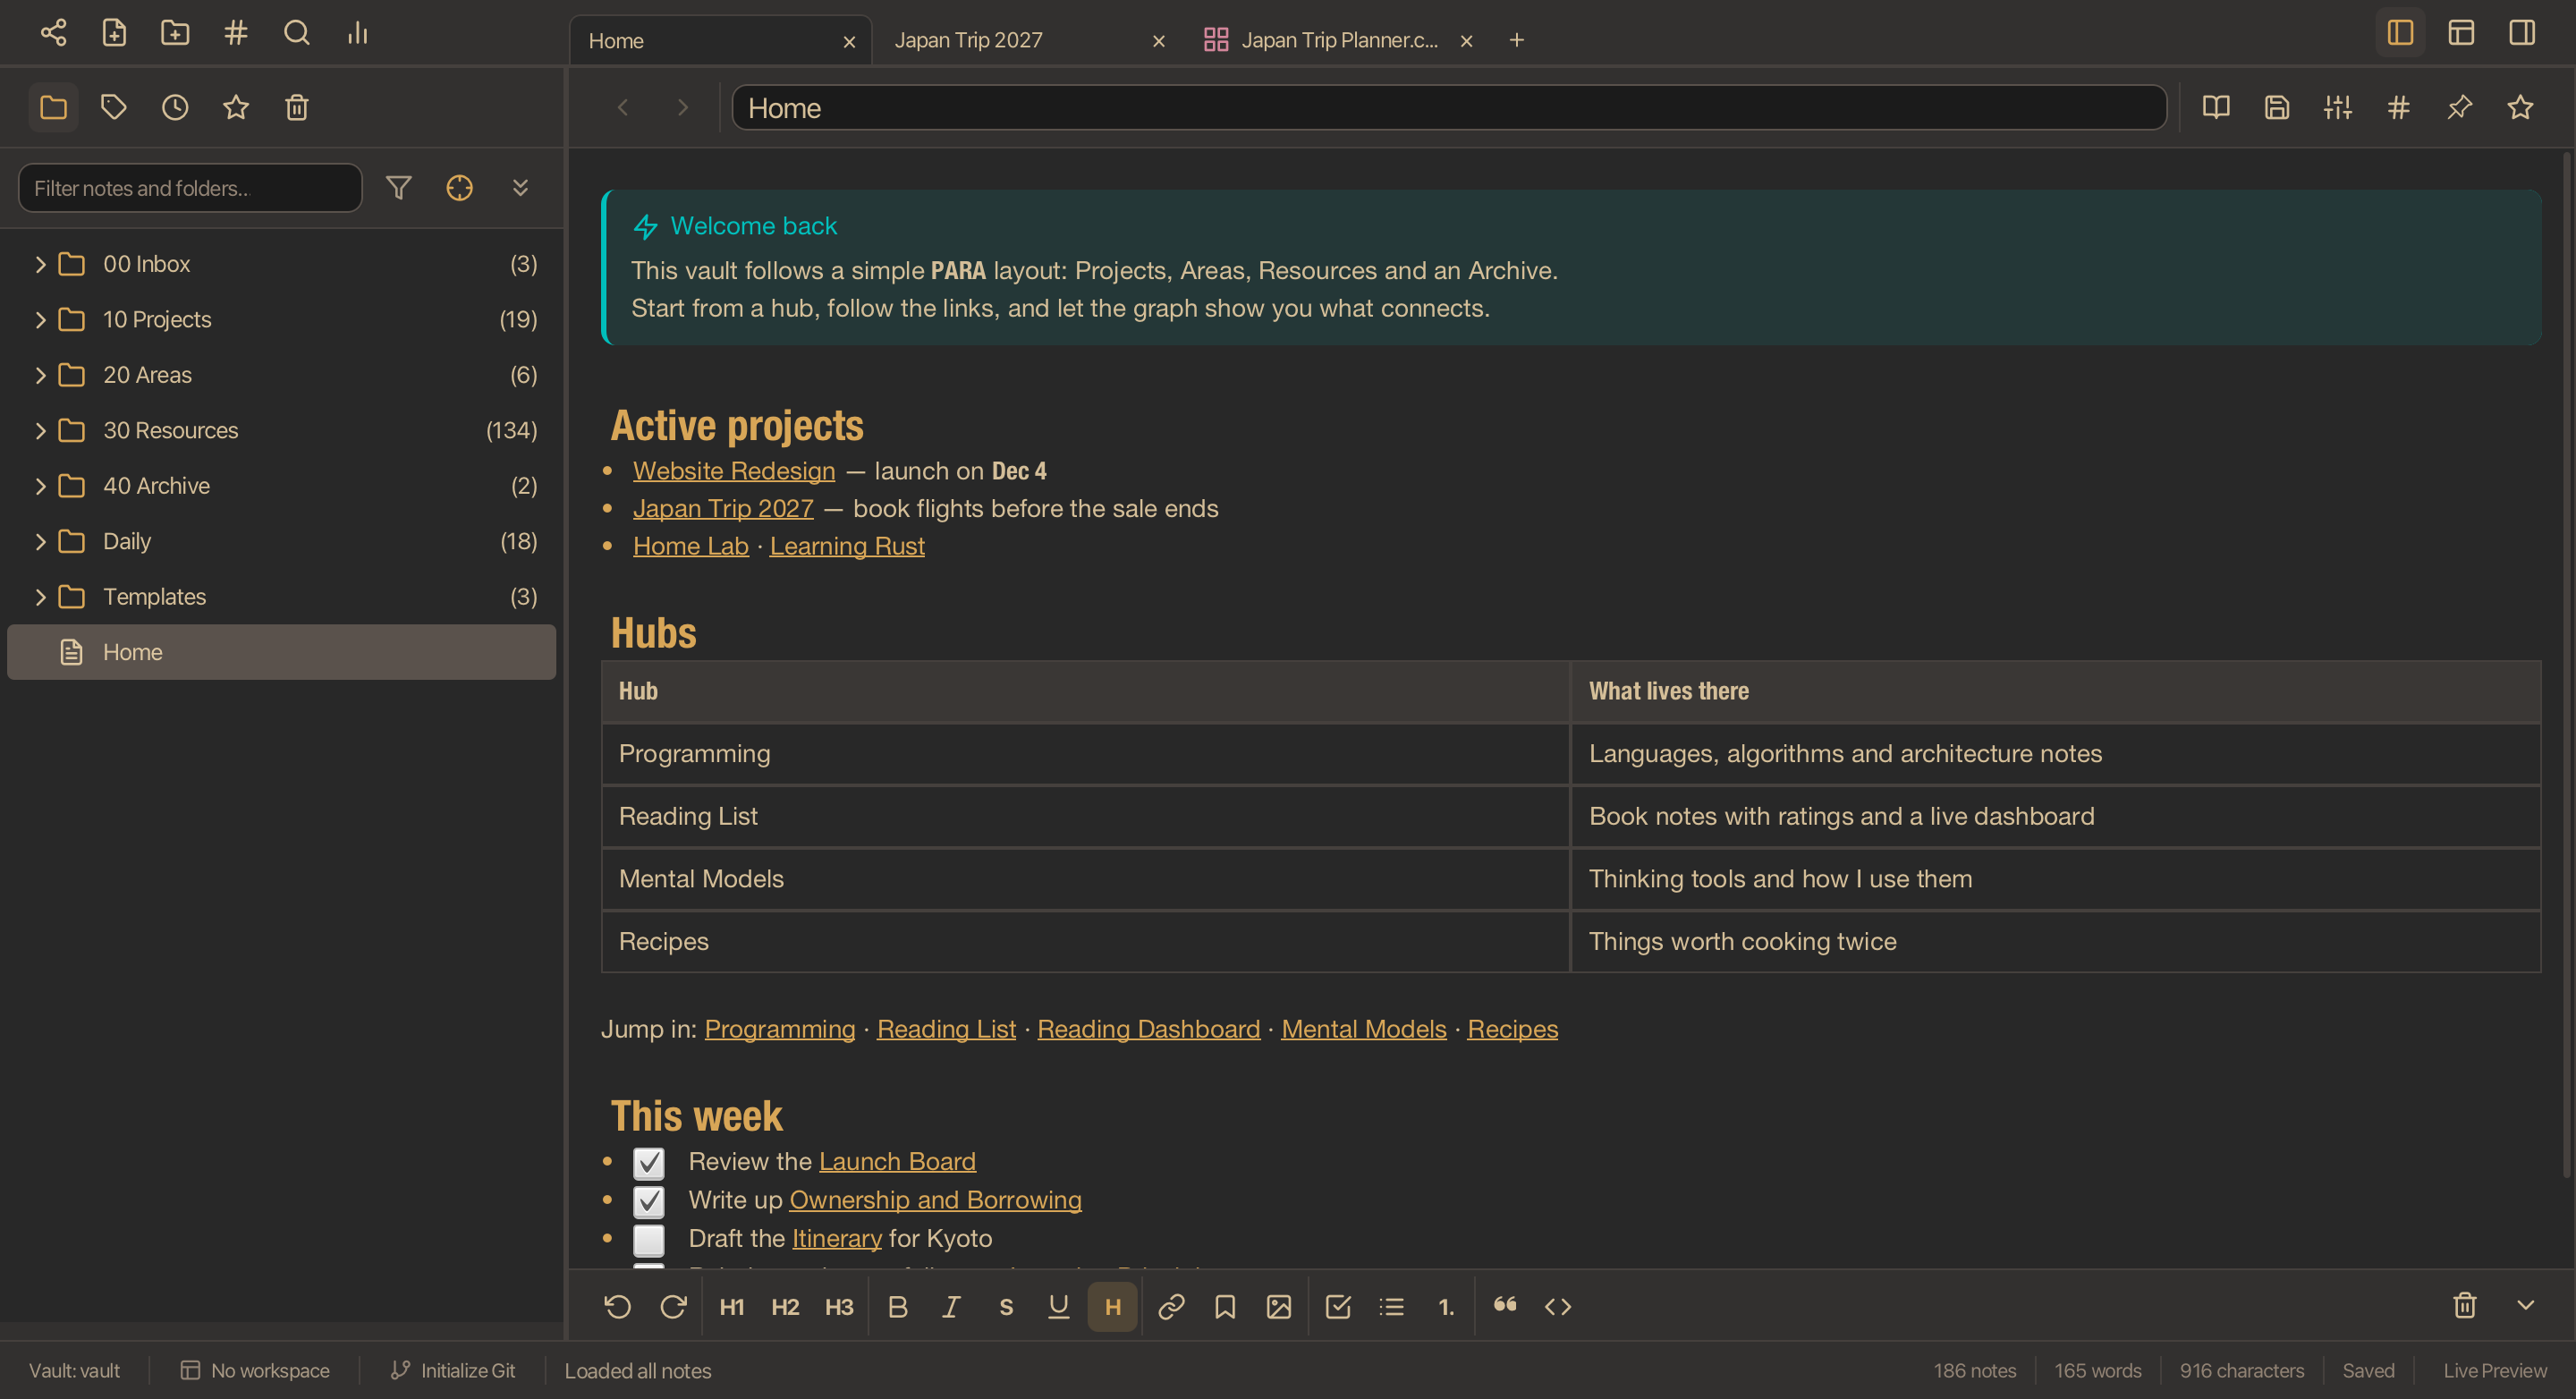 Home
Japan Trip 2027
Japan Trip Planner.c...
Home
Filter notes and folders...
00 Inbox (3)
10 Projects (19)
20 Areas (6)
30 Resources (134)
40 Archive (2)
Daily (18)
Templates (3)
Home
Welcome back
This vault follows a simple PARA layout: Projects, Areas, Resources and an Archive.
Start from a hub, follow the links, and let the graph show you what connects.
Active projects
• Website Redesign — launch on Dec 4
• Japan Trip 2027 — book flights before the sale ends
• Home Lab · Learning Rust
Hubs
Hub What lives there
Programming Languages, algorithms and architecture notes
Reading List Book notes with ratings and a live dashboard
Mental Models Thinking tools and how I use them
Recipes Things worth cooking twice
Jump in: Programming · Reading List · Reading Dashboard · Mental Models · Recipes
This week
• Review the Launch Board
• Write up Ownership and Borrowing
• Draft the Itinerary for Kyoto
H1 H2 H3 B I S U H 1.
Vault: vault No workspace Initialize Git Loaded all notes 186 notes 165 words 916 characters Saved Live Preview